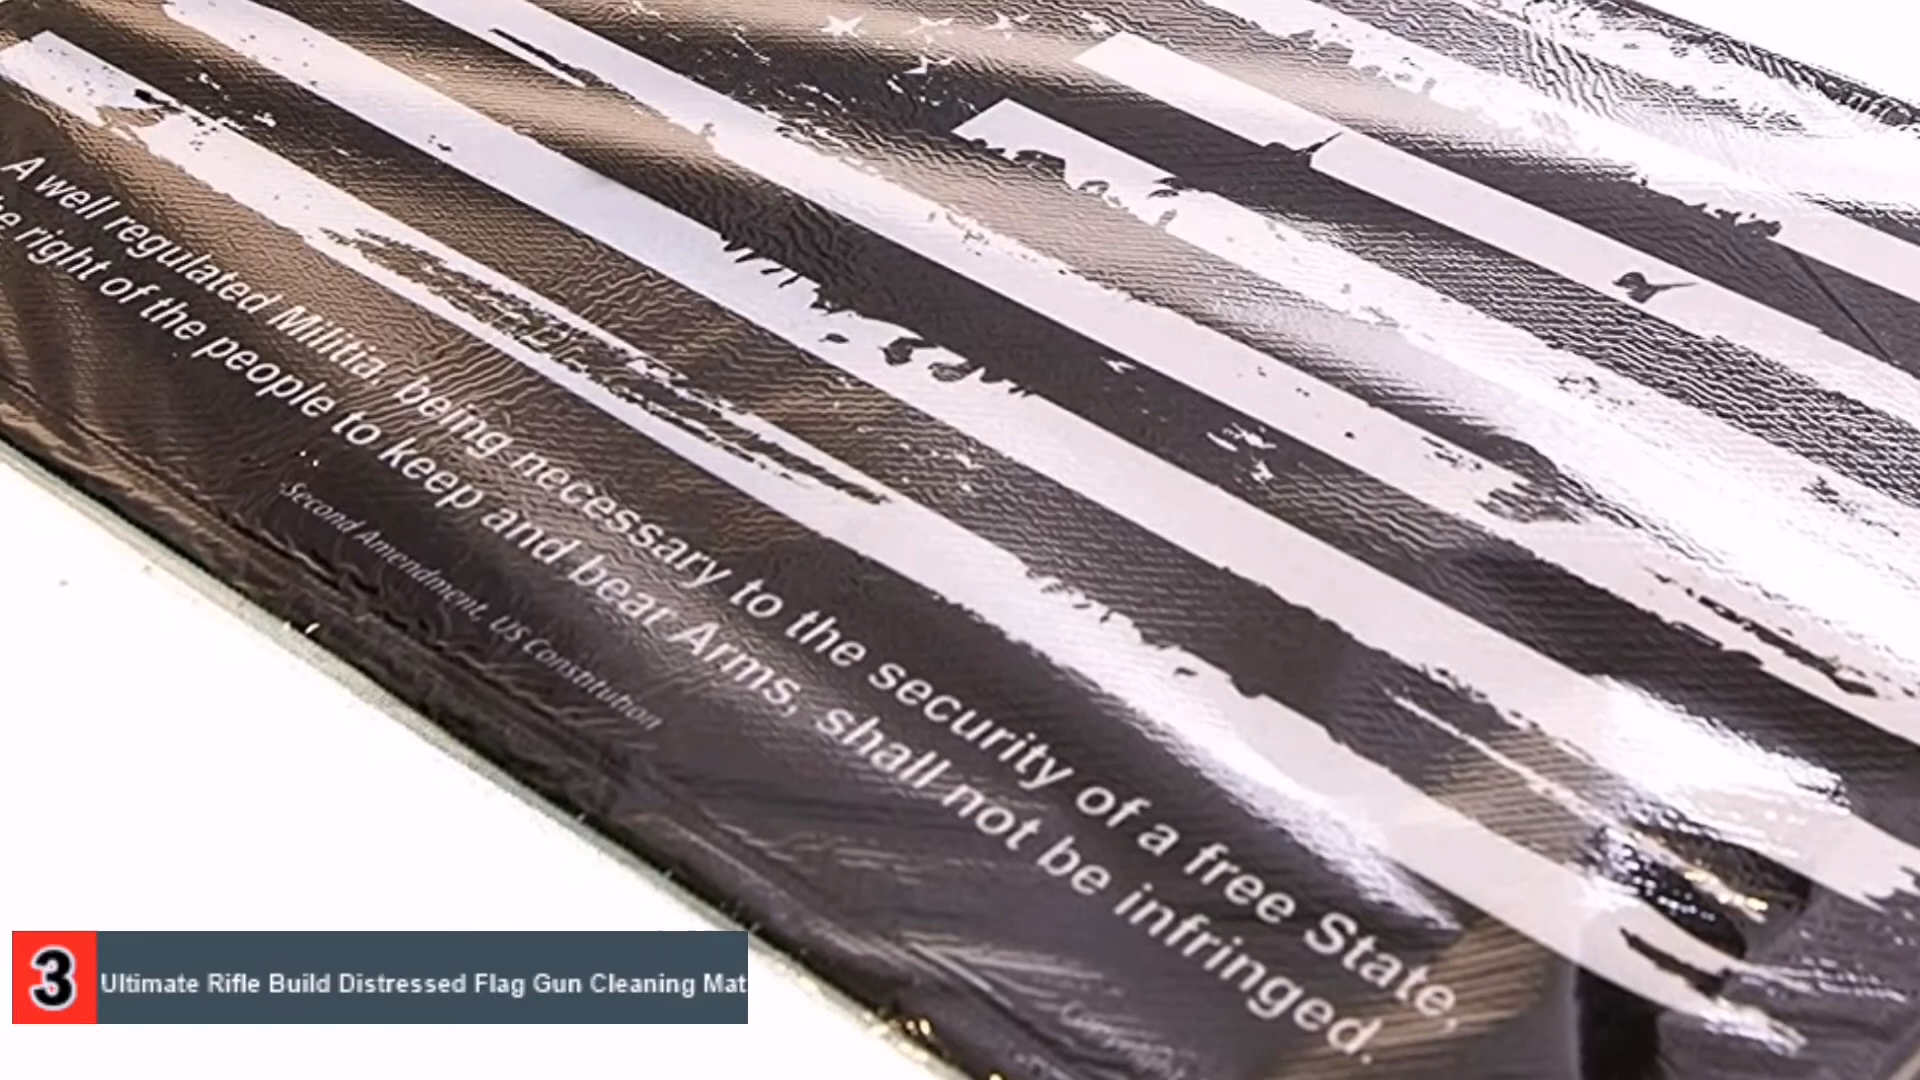 A well regulated Militia, being necessary to the security of a free State,
right of the people to keep and bear Arms, shall not be infringed.
Second Amendment, US Constitution
3
Ultimate Rifle Build Distressed Flag Gun Cleaning Mat